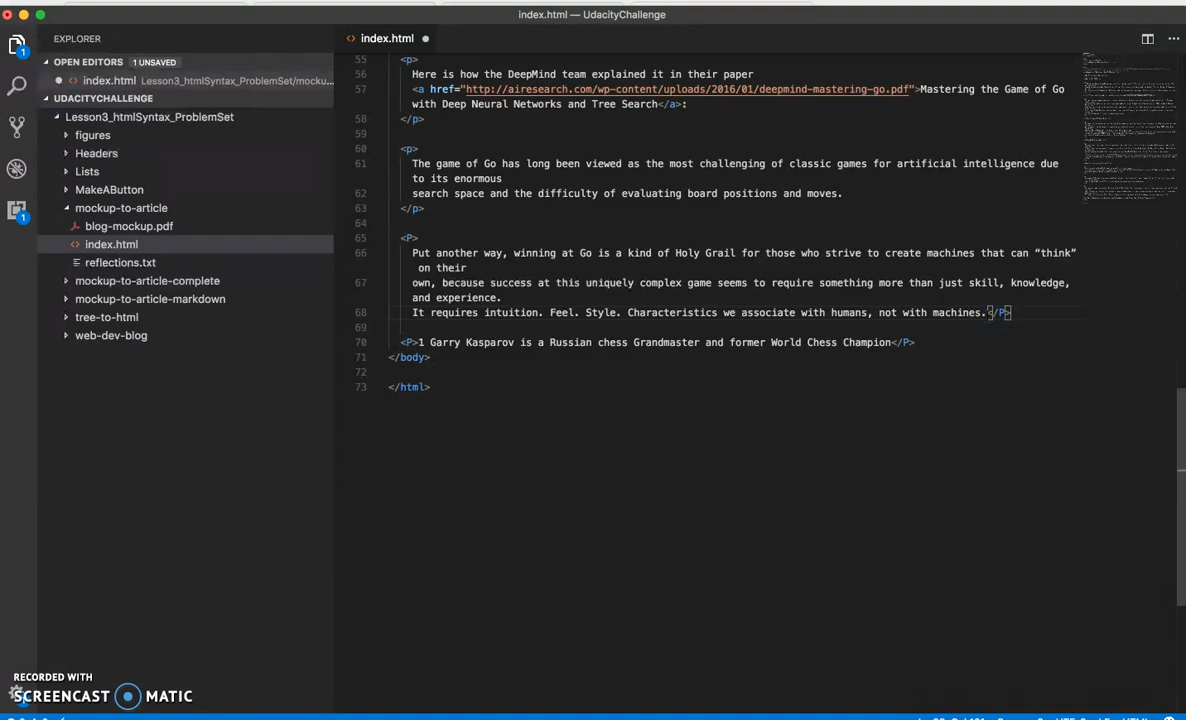 index.html — UdacityChallenge
EXPLORER
index.html
OPEN EDITORS 1 UNSAVED
index.html Lesson3_htmlSyntax_ProblemSet/mocku...
UDACITYCHALLENGE
Lesson3_htmlSyntax_ProblemSet
figures
Headers
Lists
MakeAButton
mockup-to-article
blog-mockup.pdf
index.html
reflections.txt
mockup-to-article-complete
mockup-to-article-markdown
tree-to-html
web-dev-blog
1
1
55 <p>
56 Here is how the DeepMind team explained it in their paper
57 <a href="http://airesearch.com/wp-content/uploads/2016/01/deepmind-mastering-go.pdf">Mastering the Game of Go
with Deep Neural Networks and Tree Search</a>:
58 </p>
59
60 <p>
61 The game of Go has long been viewed as the most challenging of classic games for artificial intelligence due
to its enormous
62 search space and the difficulty of evaluating board positions and moves.
63 </p>
64
65 <P>
66 Put another way, winning at Go is a kind of Holy Grail for those who strive to create machines that can “think”
on their
67 own, because success at this uniquely complex game seems to require something more than just skill, knowledge,
and experience.
68 It requires intuition. Feel. Style. Characteristics we associate with humans, not with machines.</P>
69
70 <P>1 Garry Kasparov is a Russian chess Grandmaster and former World Chess Champion</P>
71 </body>
72
73 </html>
RECORDED WITH
SCREENCAST MATIC